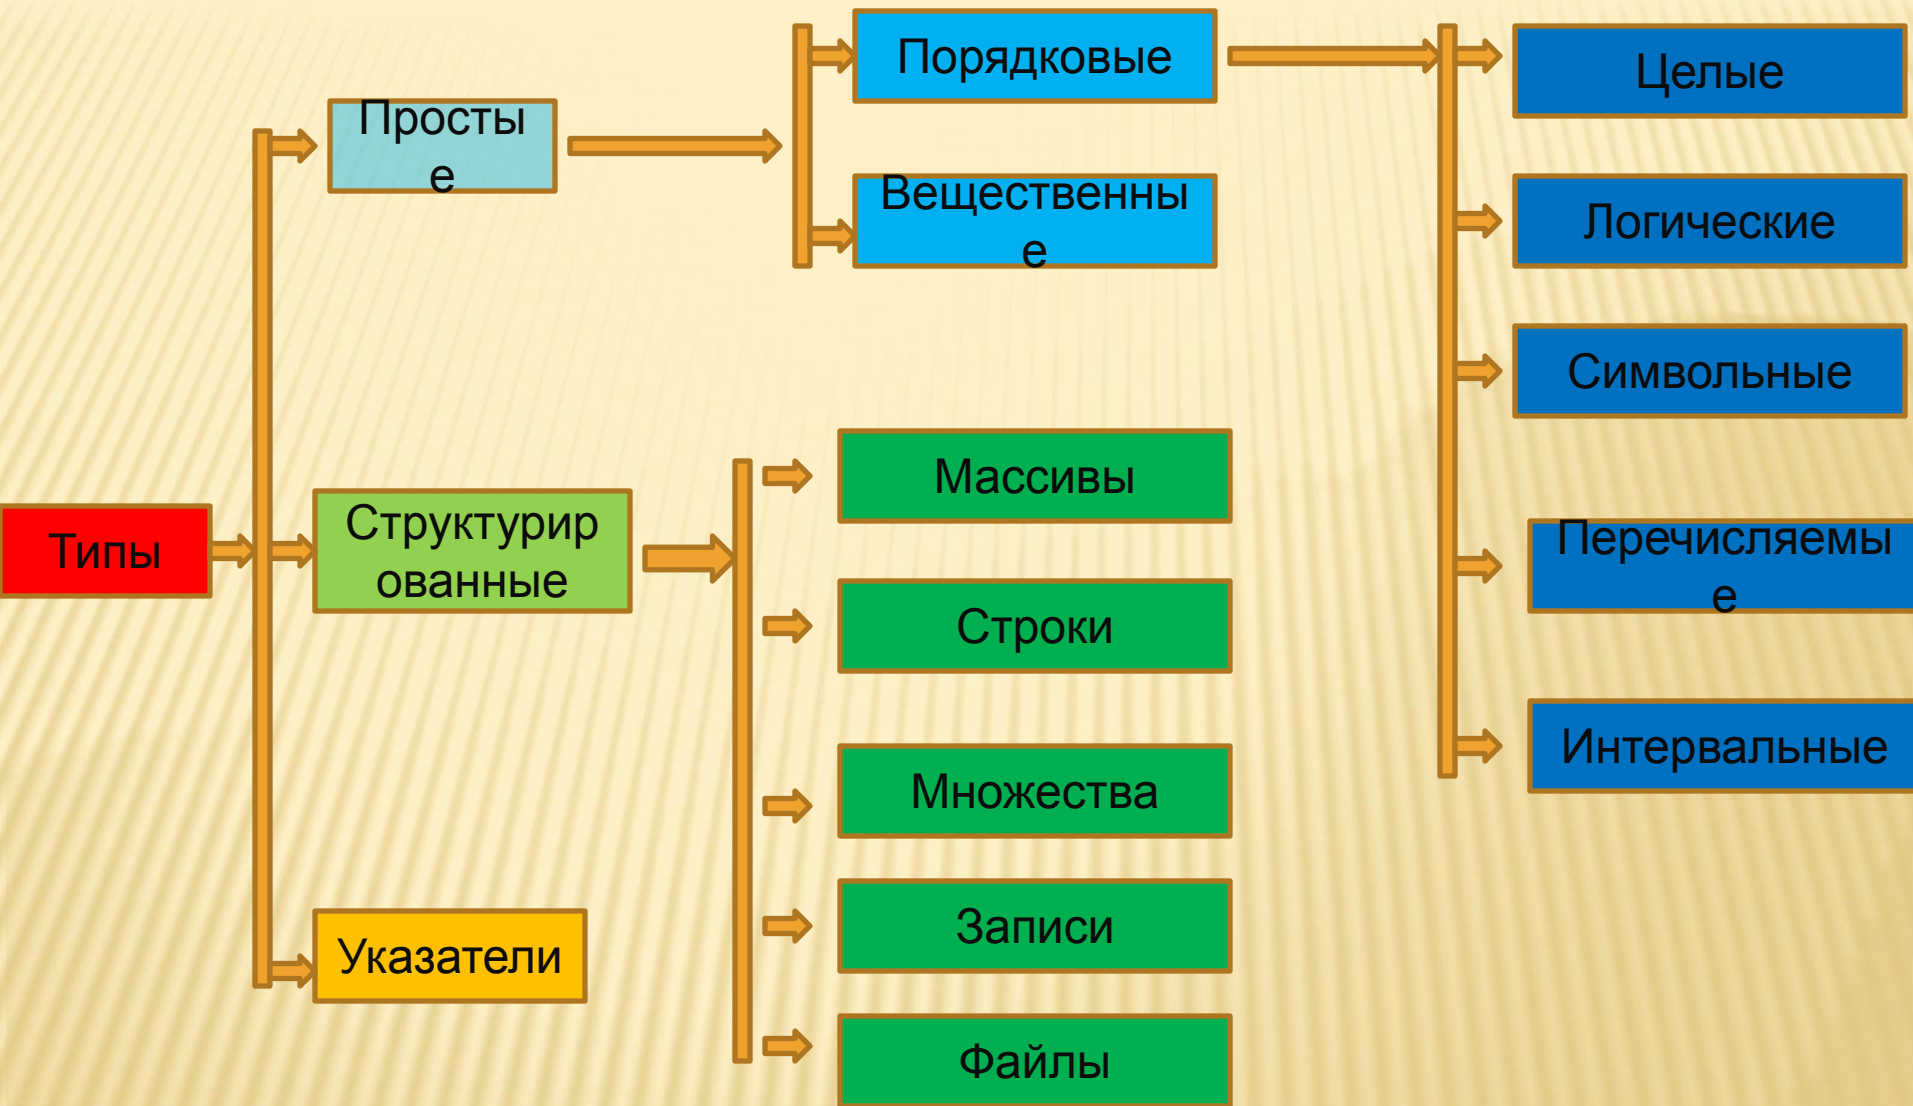 Типы
Просты
е
Структурир
ованные
Указатели
Порядковые
Вещественны
е
Массивы
Строки
Множества
Записи
Файлы
Целые
Логические
Символьные
Перечисляемы
е
Интервальные